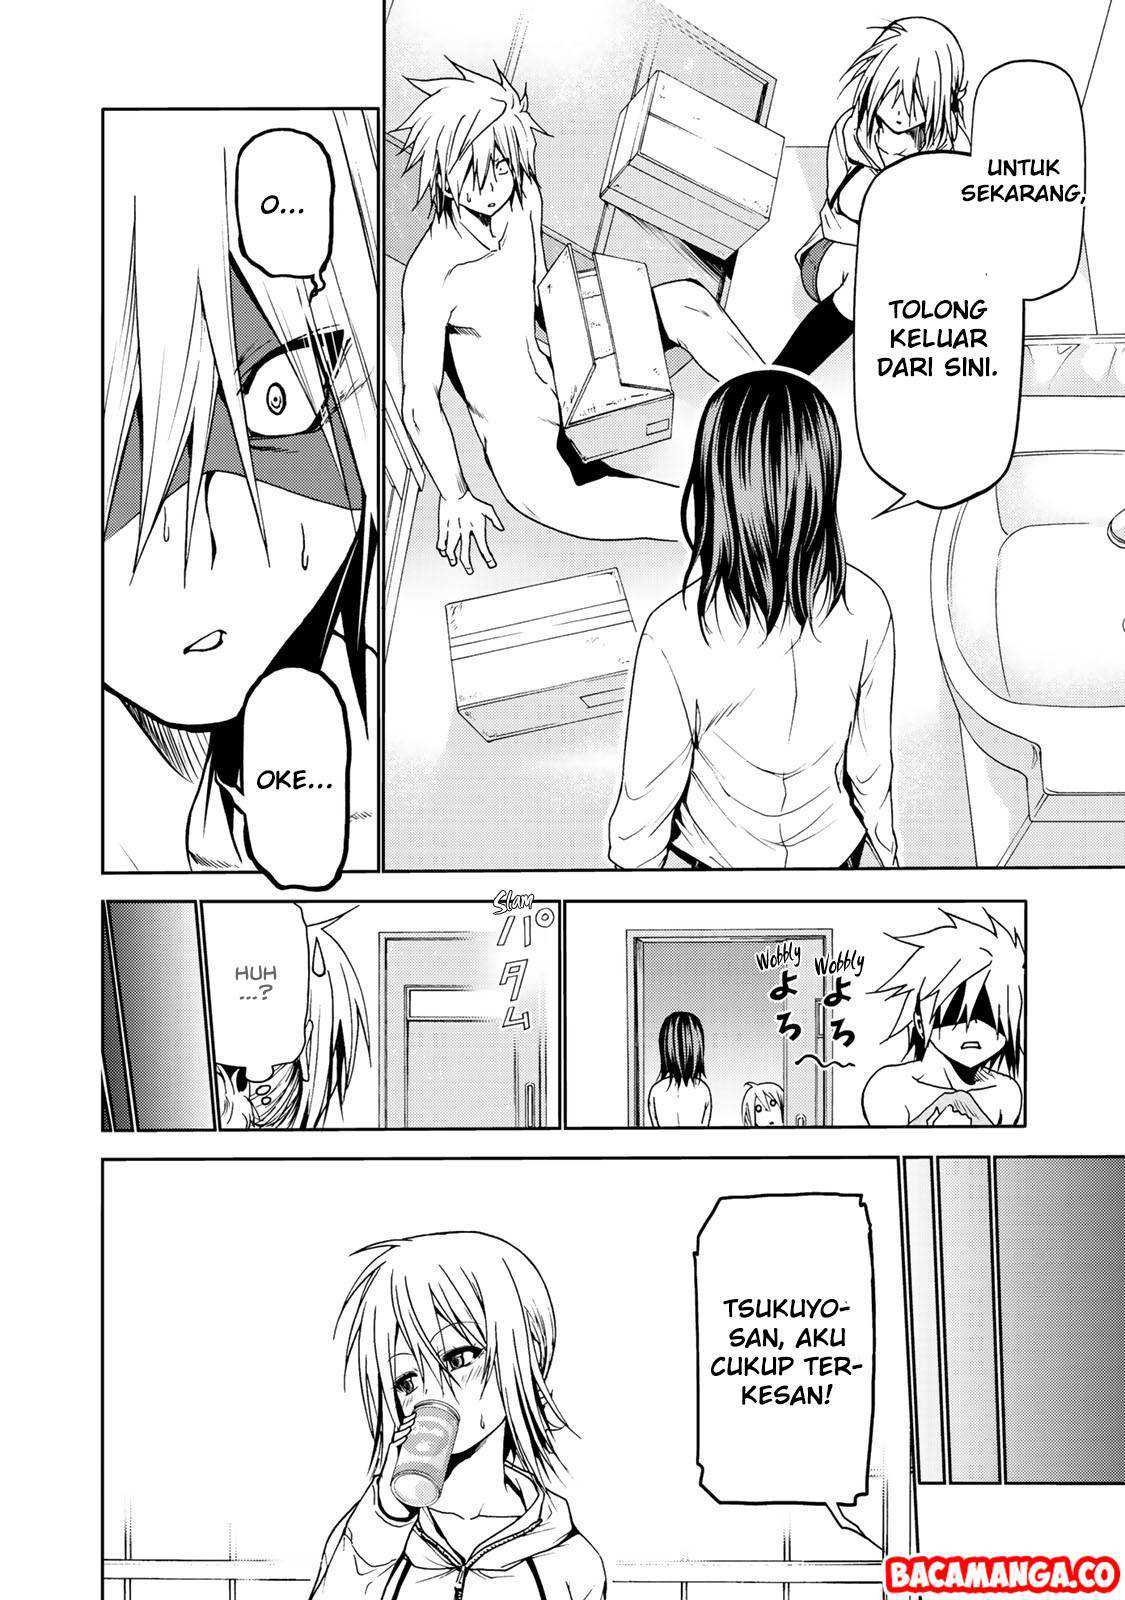 UNTUK
SEKARANG,
TOLONG
KELUAR
DARI SINI.
O...
OKE...
Wobbly
Wobbly
よろ
よろ〜
Slam
パタム
HUH
...?
TSUKUYO-
SAN, AKU
CUKUP TER-
KESAN!
BACAMANGA.CO